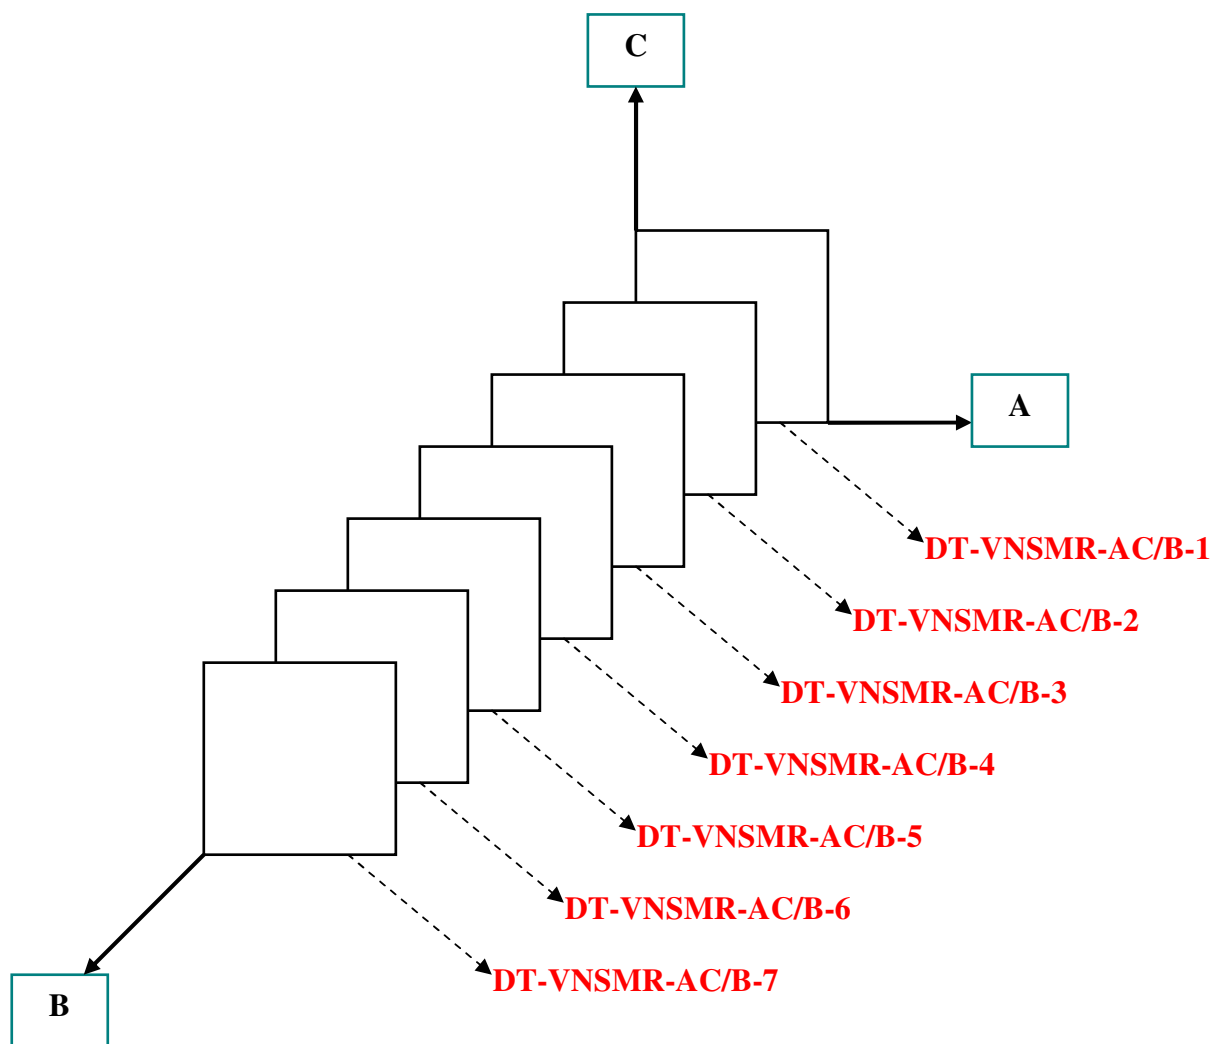 C
A
DT-VNSMR-AC/B-1
DT-VNSMR-AC/B-2
DT-VNSMR-AC/B-3
DT-VNSMR-AC/B-4
DT-VNSMR-AC/B-5
DT-VNSMR-AC/B-6
DT-VNSMR-AC/B-7
B